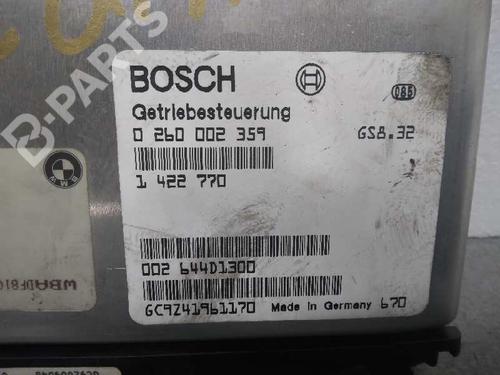 B-PARTS
BOSCH
085
Getriebesteuerung
0 260 002 359 GS8.32
1 422 770
BMW
002 644D1300
GC9Z41961170 Made in Germany 670